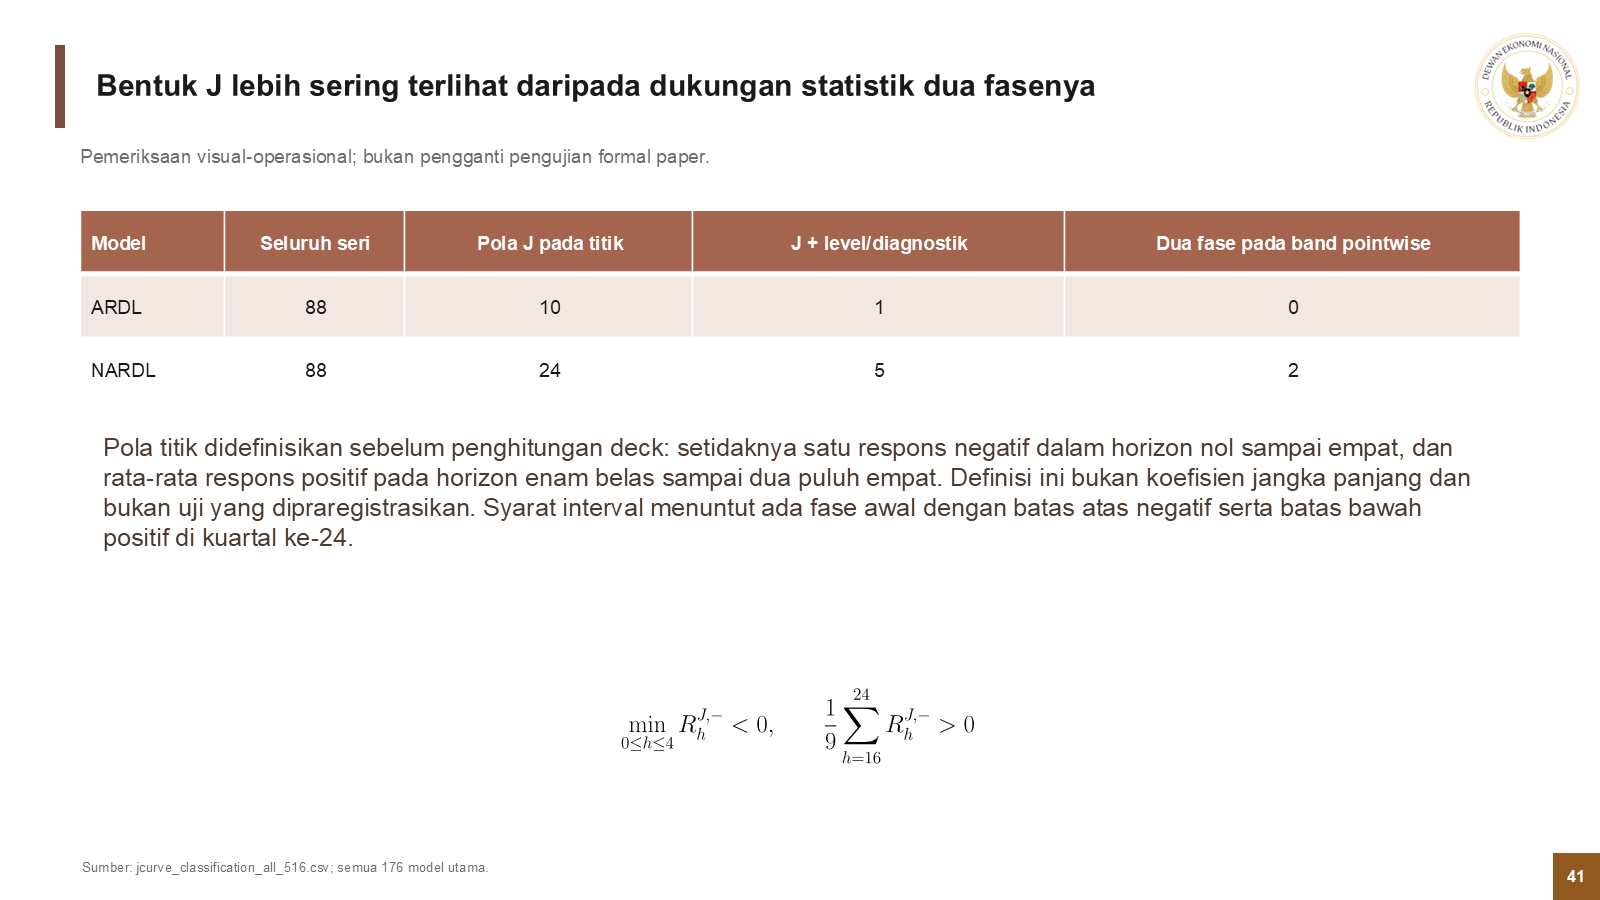 Bentuk J lebih sering terlihat daripada dukungan statistik dua fasenya
DEWAN EKONOMI NASIONAL
REPUBLIK INDONESIA
Pemeriksaan visual-operasional; bukan pengganti pengujian formal paper.
Model Seluruh seri Pola J pada titik J + level/diagnostik Dua fase pada band pointwise
ARDL 88 10 1 0
NARDL 88 24 5 2
Pola titik didefinisikan sebelum penghitungan deck: setidaknya satu respons negatif dalam horizon nol sampai empat, dan
rata-rata respons positif pada horizon enam belas sampai dua puluh empat. Definisi ini bukan koefisien jangka panjang dan
bukan uji yang dipraregistrasikan. Syarat interval menuntut ada fase awal dengan batas atas negatif serta batas bawah
positif di kuartal ke-24.
min_{0≤h≤4} R_h^{J,−} < 0, 1/9 ∑_{h=16}^{24} R_h^{J,−} > 0
Sumber: jcurve_classification_all_516.csv; semua 176 model utama.
41